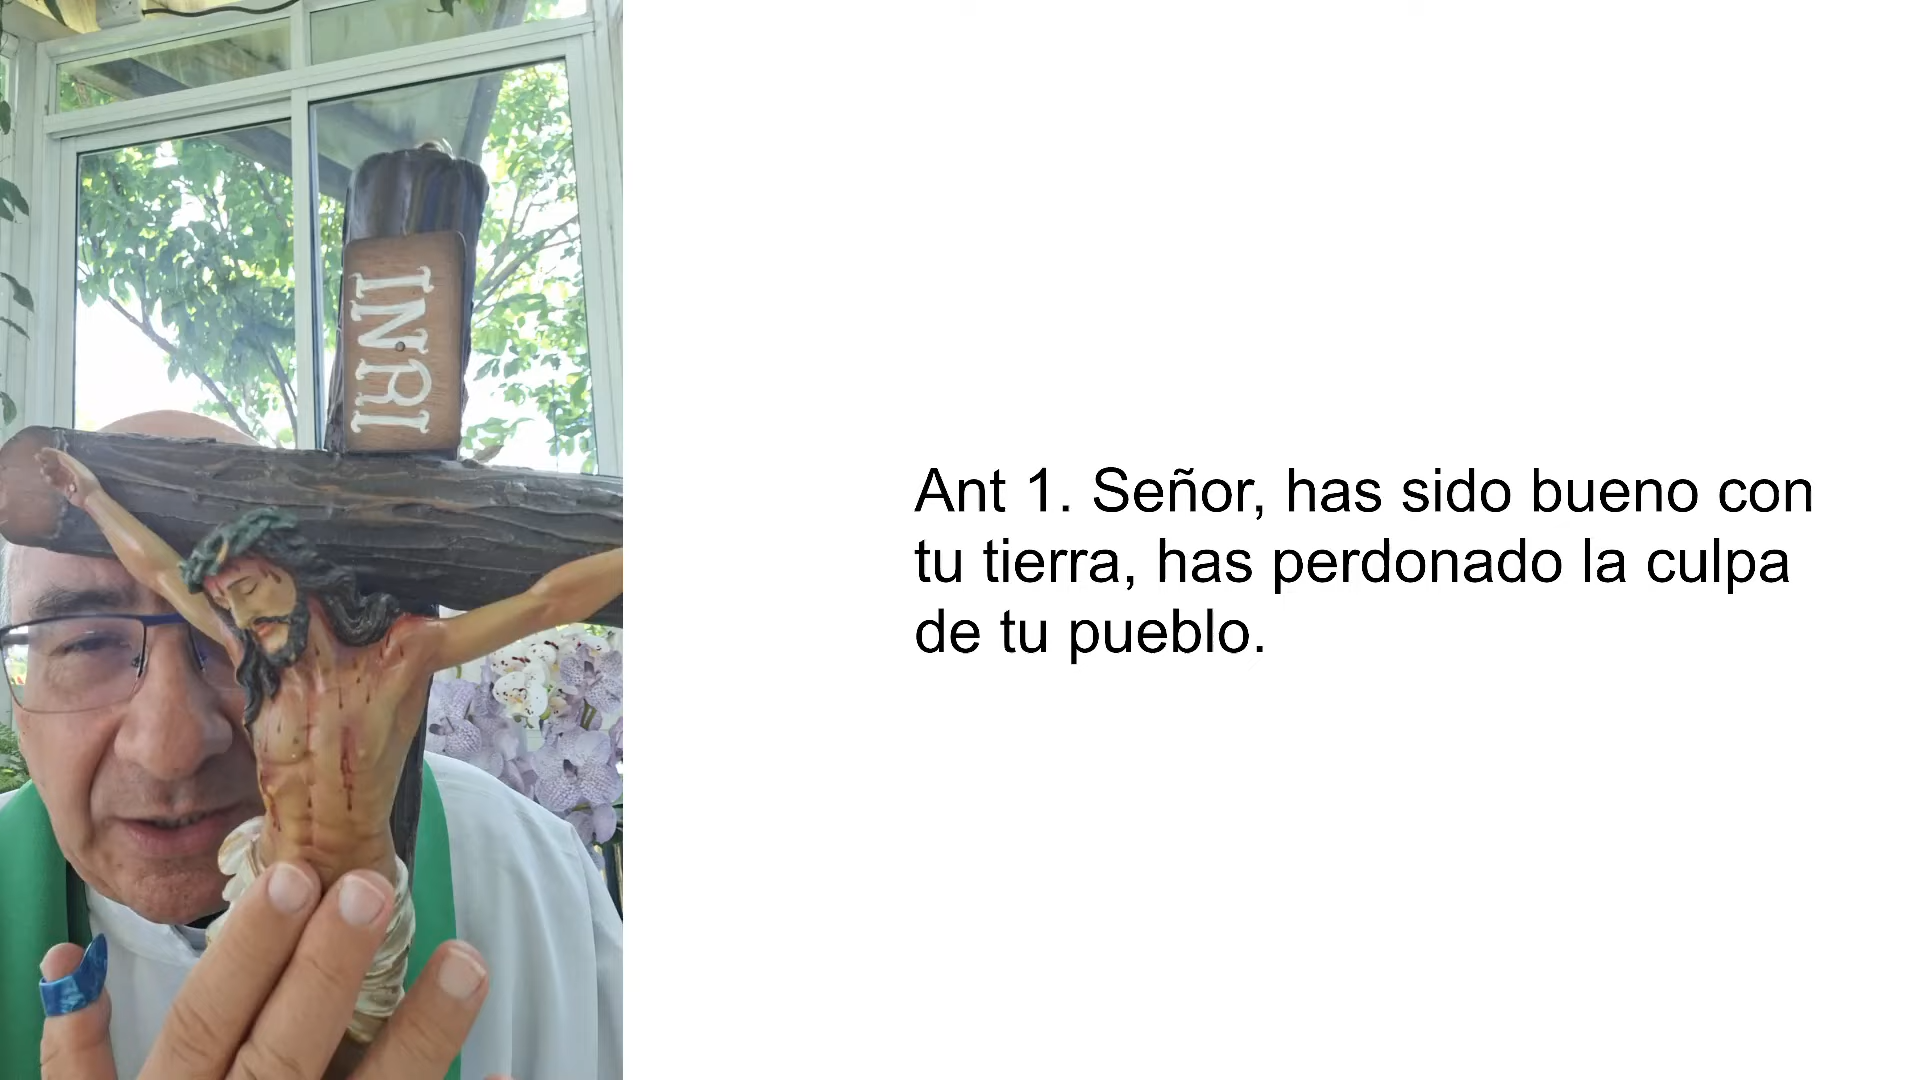 INRI
Ant 1. Señor, has sido bueno con
tu tierra, has perdonado la culpa
de tu pueblo.